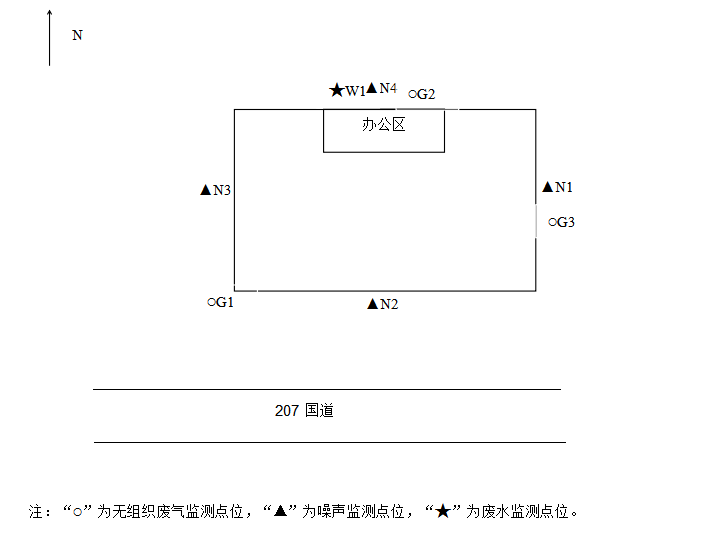 N
★W1▲N4 ○G2
办公区
▲N3
▲N1
○G3
○G1
▲N2
207 国道
注：“○”为无组织废气监测点位，“▲”为噪声监测点位，“★”为废水监测点位。